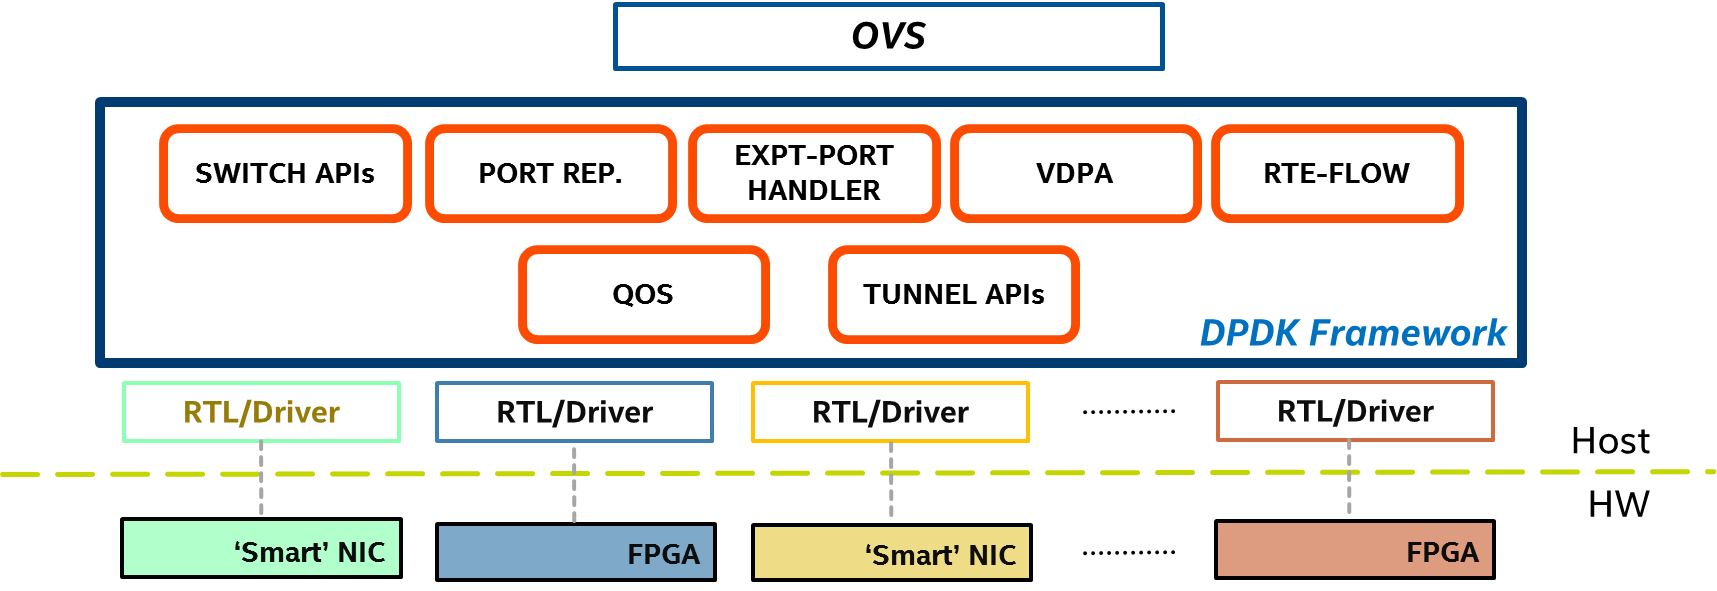 OVS
SWITCH APIs
PORT REP.
EXPT-PORT
HANDLER
VDPA
RTE-FLOW
QOS
TUNNEL APIs
DPDK Framework
RTL/Driver
RTL/Driver
RTL/Driver
............
RTL/Driver
Host
HW
‘Smart’ NIC
FPGA
‘Smart’ NIC
............
FPGA